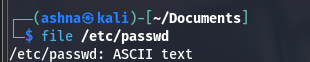 ┌──(ashna㉿kali)-[~/Documents]
└─$ file /etc/passwd
/etc/passwd: ASCII text